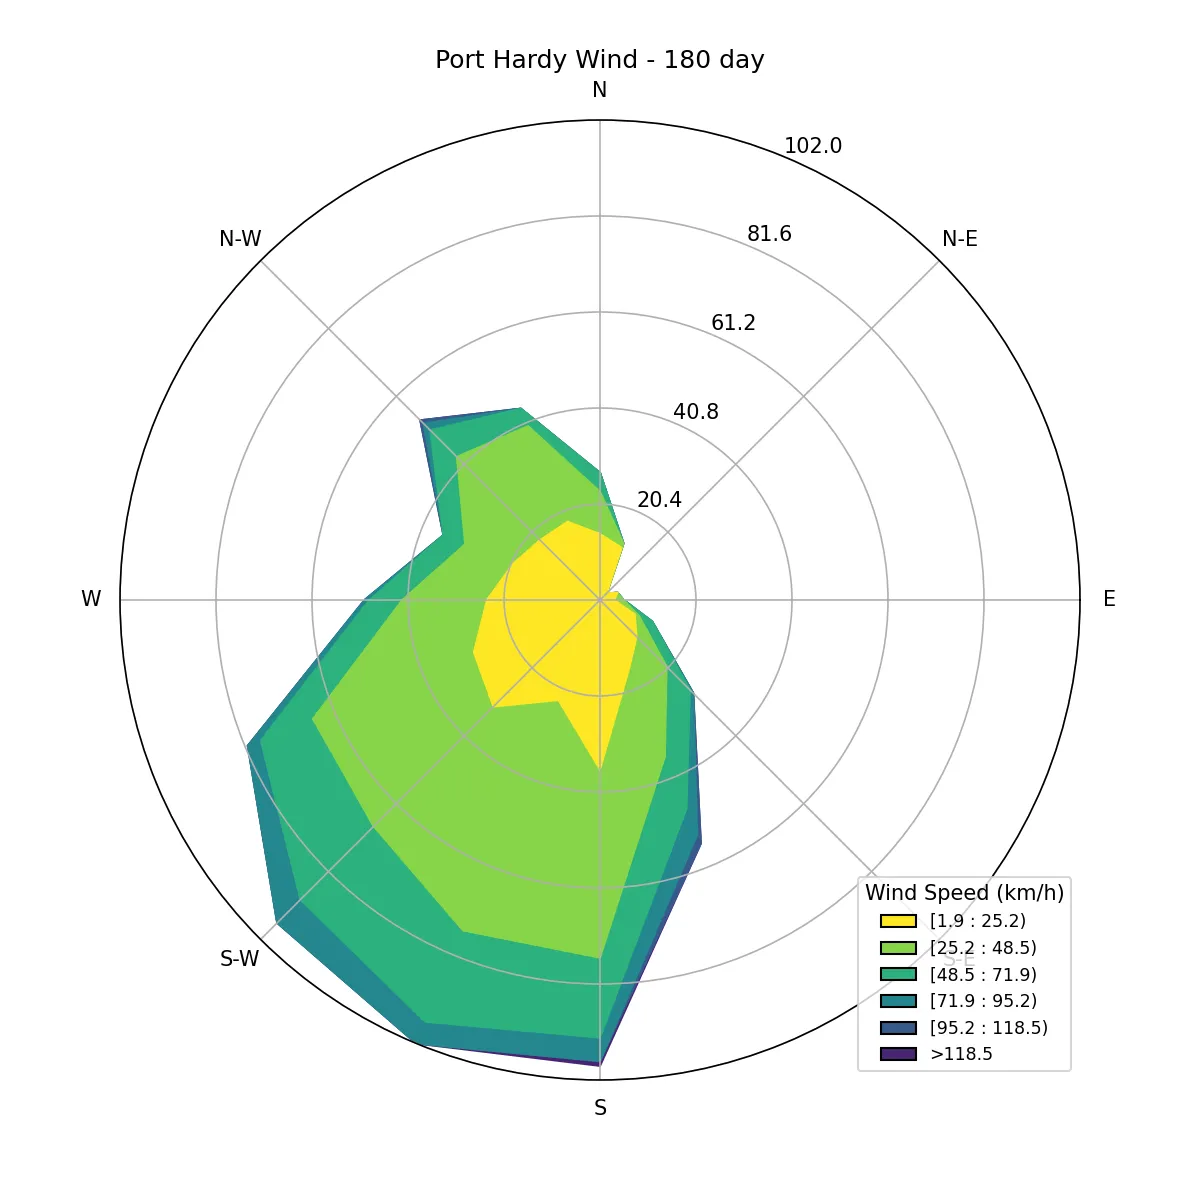 Port Hardy Wind - 180 day
N
102.0
N-W
81.6
N-E
61.2
40.8
20.4
W
E
S-W
S-E
S
Wind Speed (km/h)
[1.9 : 25.2)
[25.2 : 48.5)
[48.5 : 71.9)
[71.9 : 95.2)
[95.2 : 118.5)
>118.5